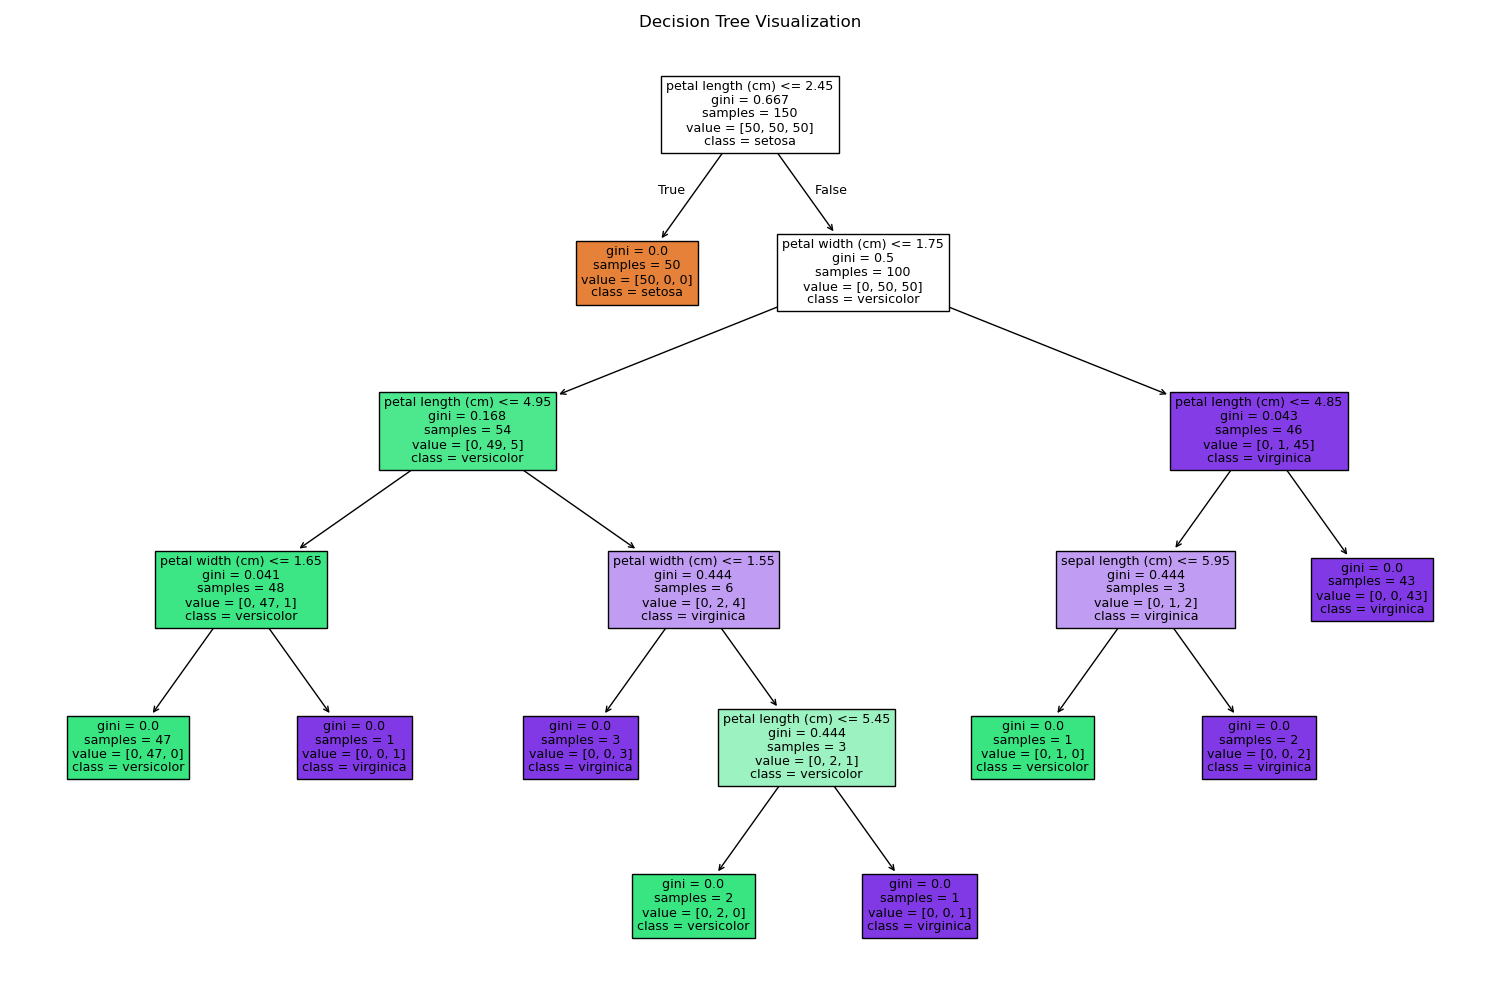 Decision Tree Visualization
petal length (cm) <= 2.45
gini = 0.667
samples = 150
value = [50, 50, 50]
class = setosa
True
False
gini = 0.0
samples = 50
value = [50, 0, 0]
class = setosa
petal width (cm) <= 1.75
gini = 0.5
samples = 100
value = [0, 50, 50]
class = versicolor
petal length (cm) <= 4.95
gini = 0.168
samples = 54
value = [0, 49, 5]
class = versicolor
petal length (cm) <= 4.85
gini = 0.043
samples = 46
value = [0, 1, 45]
class = virginica
petal width (cm) <= 1.65
gini = 0.041
samples = 48
value = [0, 47, 1]
class = versicolor
petal width (cm) <= 1.55
gini = 0.444
samples = 6
value = [0, 2, 4]
class = virginica
sepal length (cm) <= 5.95
gini = 0.444
samples = 3
value = [0, 1, 2]
class = virginica
gini = 0.0
samples = 43
value = [0, 0, 43]
class = virginica
gini = 0.0
samples = 47
value = [0, 47, 0]
class = versicolor
gini = 0.0
samples = 1
value = [0, 0, 1]
class = virginica
gini = 0.0
samples = 3
value = [0, 0, 3]
class = virginica
petal length (cm) <= 5.45
gini = 0.444
samples = 3
value = [0, 2, 1]
class = versicolor
gini = 0.0
samples = 1
value = [0, 1, 0]
class = versicolor
gini = 0.0
samples = 2
value = [0, 0, 2]
class = virginica
gini = 0.0
samples = 2
value = [0, 2, 0]
class = versicolor
gini = 0.0
samples = 1
value = [0, 0, 1]
class = virginica